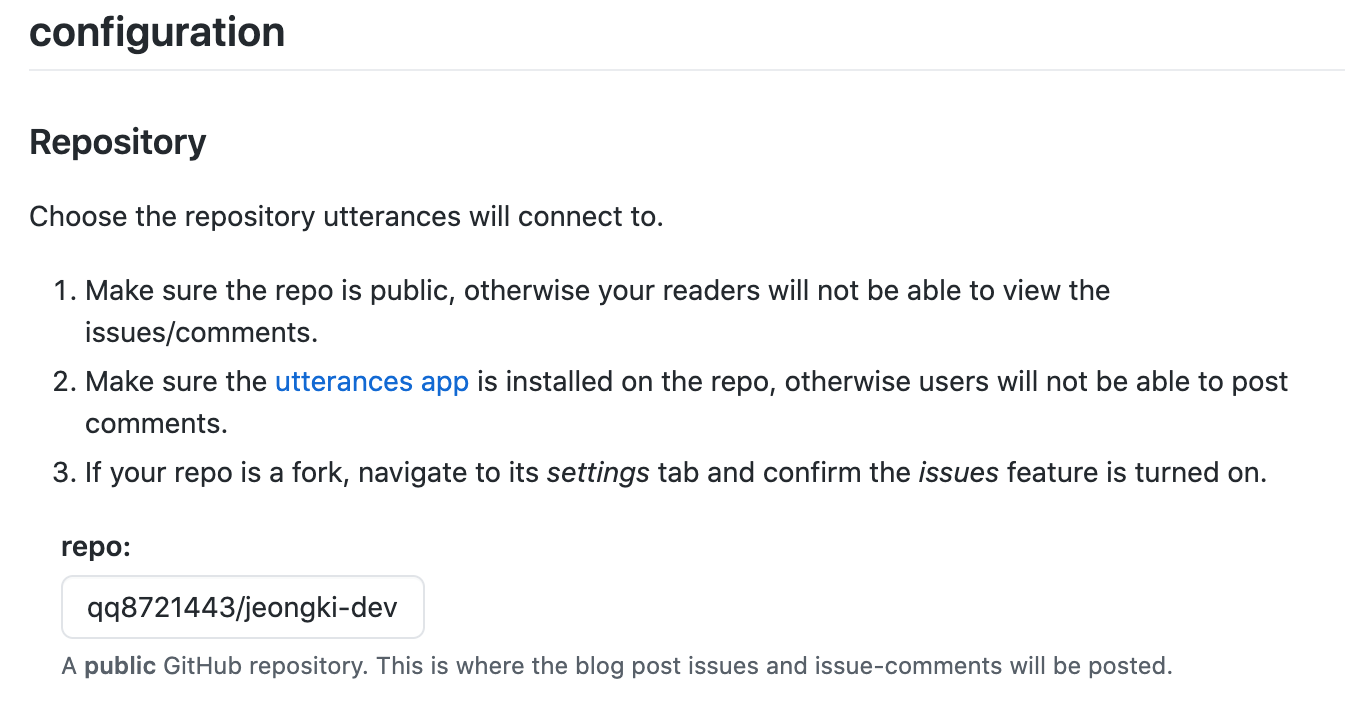 configuration
Repository
Choose the repository utterances will connect to.
1. Make sure the repo is public, otherwise your readers will not be able to view the
issues/comments.
2. Make sure the utterances app is installed on the repo, otherwise users will not be able to post
comments.
3. If your repo is a fork, navigate to its settings tab and confirm the issues feature is turned on.
repo:
qq8721443/jeongki-dev
A public GitHub repository. This is where the blog post issues and issue-comments will be posted.